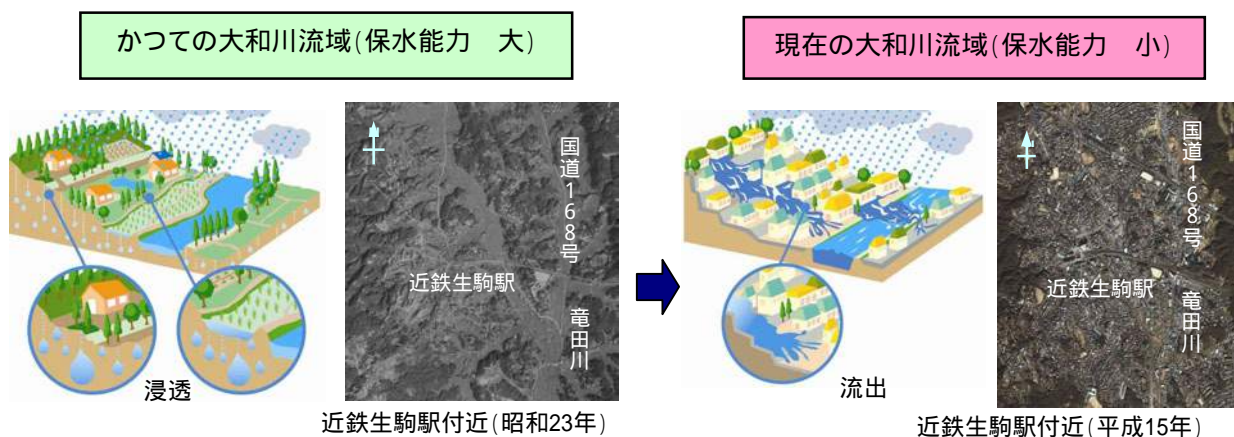 かつての大和川流域(保水能力　大)
現在の大和川流域(保水能力　小)
国道168号
近鉄生駒駅
竜田川
浸透
近鉄生駒駅付近(昭和23年)
国道168号
近鉄生駒駅
竜田川
流出
近鉄生駒駅付近(平成15年)